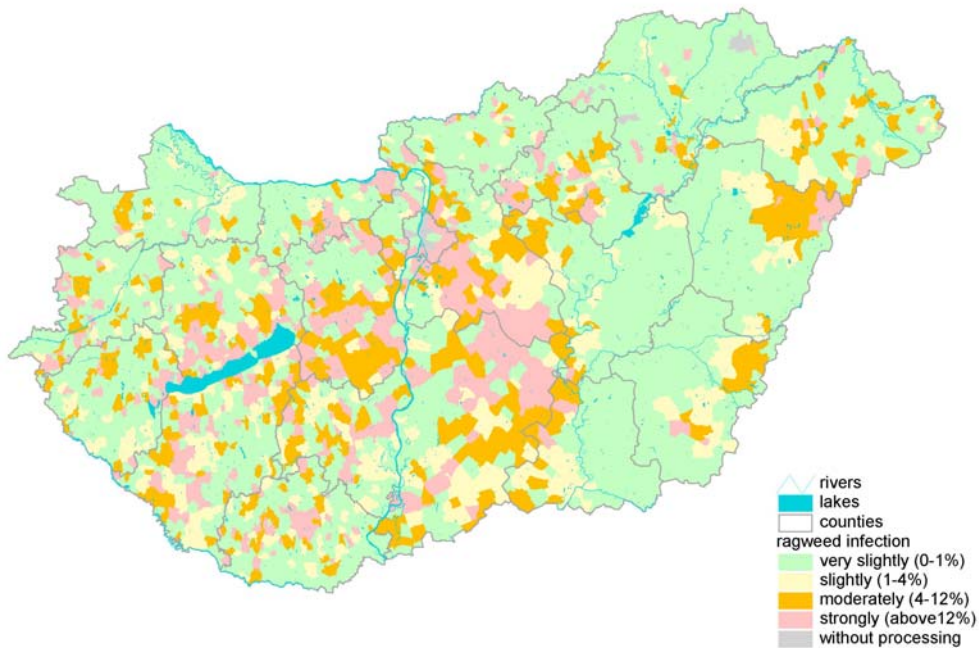 rivers
lakes
counties
ragweed infection
very slightly (0-1%)
slightly (1-4%)
moderately (4-12%)
strongly (above12%)
without processing